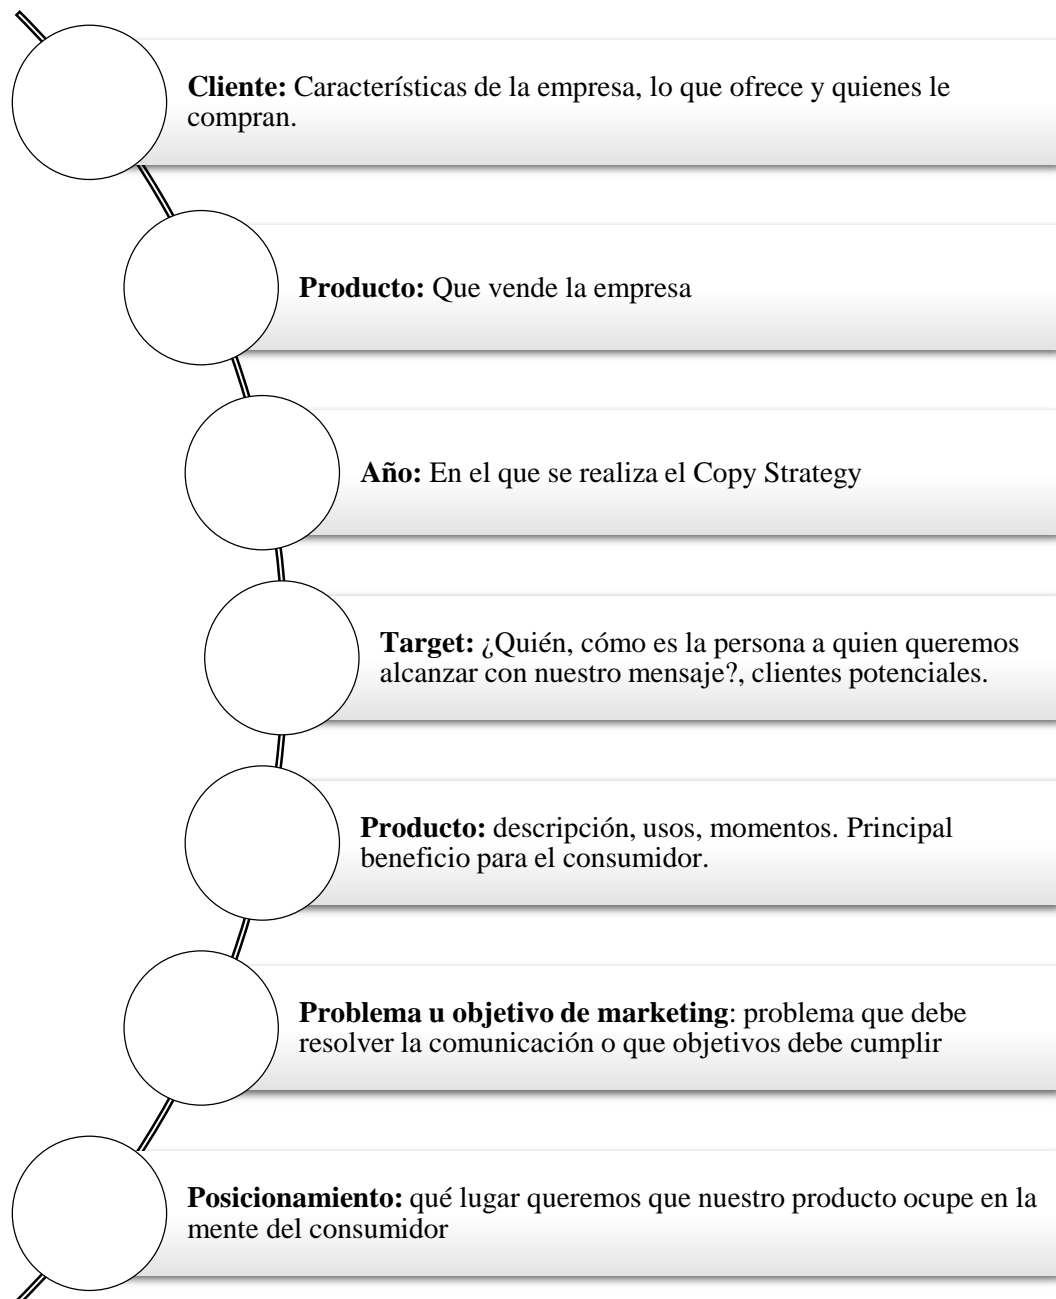 Cliente: Características de la empresa, lo que ofrece y quienes le
compran.
Producto: Que vende la empresa
Año: En el que se realiza el Copy Strategy
Target: ¿Quién, cómo es la persona a quien queremos
alcanzar con nuestro mensaje?, clientes potenciales.
Producto: descripción, usos, momentos. Principal
beneficio para el consumidor.
Problema u objetivo de marketing: problema que debe
resolver la comunicación o que objetivos debe cumplir
Posicionamiento: qué lugar queremos que nuestro producto ocupe en la
mente del consumidor